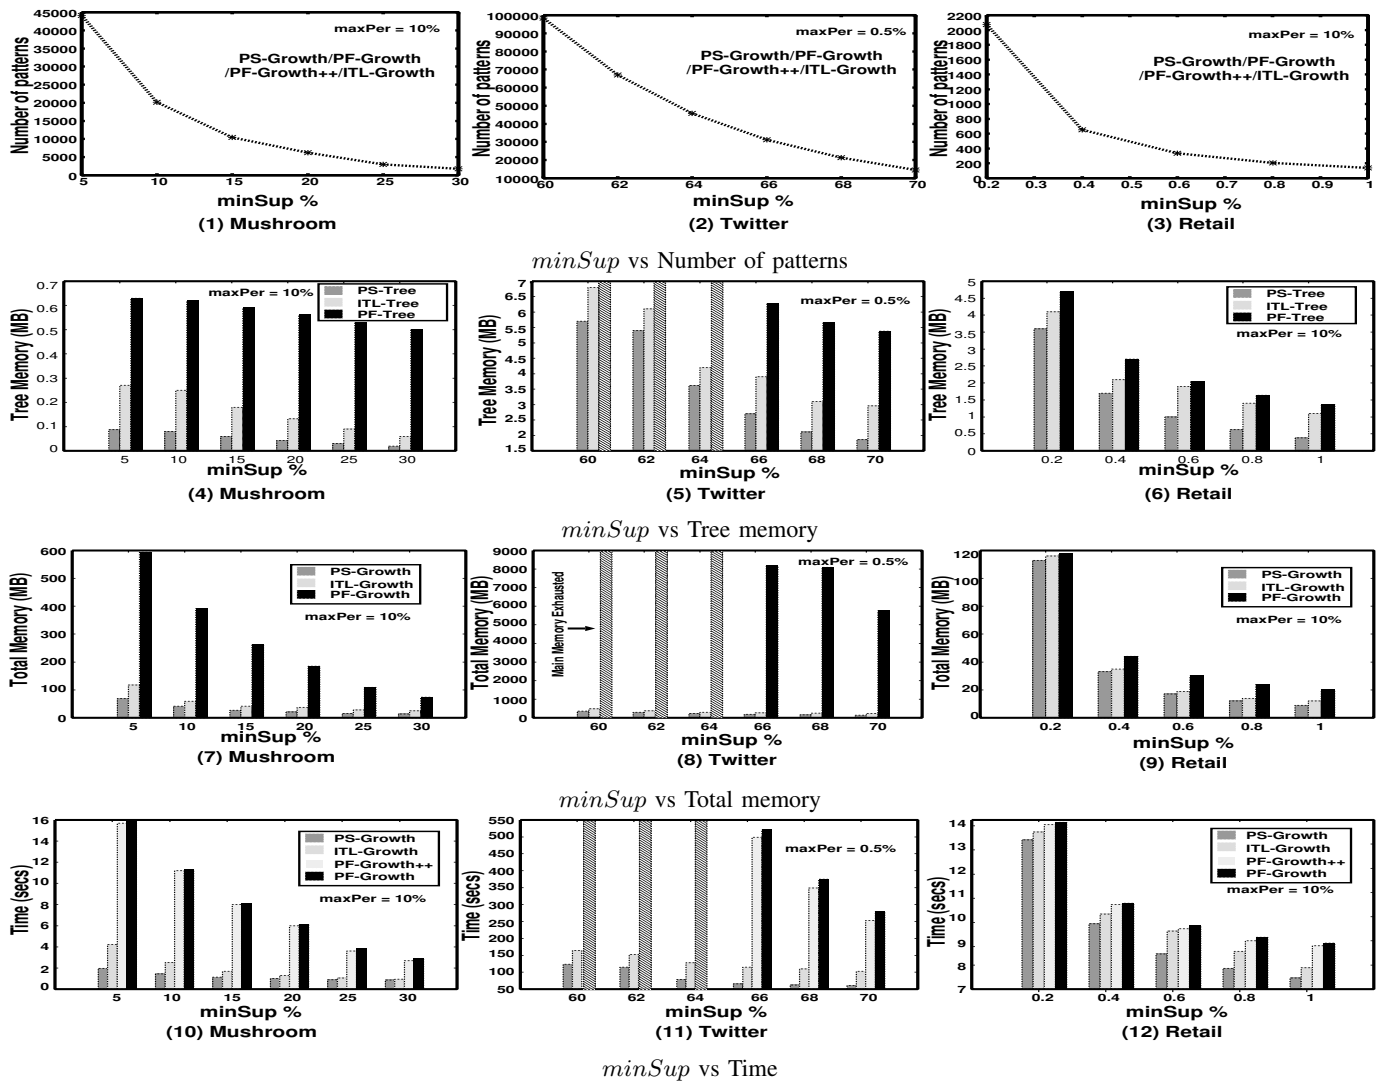 45000
40000
35000
30000
25000
20000
15000
10000
5000
0
Number of patterns
maxPer = 10%
PS-Growth/PF-Growth
/PF-Growth++/ITL-Growth
5 10 15 20 25 30
minSup %
(1) Mushroom
100000
90000
80000
70000
60000
50000
40000
30000
20000
10000
Number of patterns
maxPer = 0.5%
PS-Growth/PF-Growth
/PF-Growth++/ITL-Growth
60 62 64 66 68 70
minSup %
(2) Twitter
2200
2000
1800
1600
1400
1200
1000
800
600
400
200
0
Number of patterns
maxPer = 10%
PS-Growth/PF-Growth
/PF-Growth++/ITL-Growth
0.2 0.3 0.4 0.5 0.6 0.7 0.8 0.9 1
minSup %
(3) Retail
minSup vs Number of patterns
0.7
0.6
0.5
0.4
0.3
0.2
0.1
0
Tree Memory (MB)
maxPer = 10%
PS-Tree
ITL-Tree
PF-Tree
5 10 15 20 25 30
minSup %
(4) Mushroom
7
6.5
6
5.5
5
4.5
4
3.5
3
2.5
2
1.5
Tree Memory (MB)
maxPer = 0.5%
60 62 64 66 68 70
minSup %
(5) Twitter
5
4.5
4
3.5
3
2.5
2
1.5
1
0.5
0
Tree Memory (MB)
PS-Tree
ITL-Tree
PF-Tree
maxPer = 10%
0.2 0.4 0.6 0.8 1
minSup %
(6) Retail
minSup vs Tree memory
600
500
400
300
200
100
0
Total Memory (MB)
PS-Growth
ITL-Growth
PF-Growth
maxPer = 10%
5 10 15 20 25 30
minSup %
(7) Mushroom
9000
8000
7000
6000
5000
4000
3000
2000
1000
0
Total Memory (MB)
Main Memory Exhausted
maxPer = 0.5%
60 62 64 66 68 70
minSup %
(8) Twitter
120
100
80
60
40
20
0
Total Memory (MB)
PS-Growth
ITL-Growth
PF-Growth
maxPer = 10%
0.2 0.4 0.6 0.8 1
minSup %
(9) Retail
minSup vs Total memory
16
14
12
10
8
6
4
2
0
Time (secs)
PS-Growth
ITL-Growth
PF-Growth++
PF-Growth
maxPer = 10%
5 10 15 20 25 30
minSup %
(10) Mushroom
550
500
450
400
350
300
250
200
150
100
50
Time (secs)
maxPer = 0.5%
60 62 64 66 68 70
minSup %
(11) Twitter
14
13
12
11
10
9
8
7
Time (secs)
PS-Growth
ITL-Growth
PF-Growth++
PF-Growth
maxPer = 10%
0.2 0.4 0.6 0.8 1
minSup %
(12) Retail
minSup vs Time